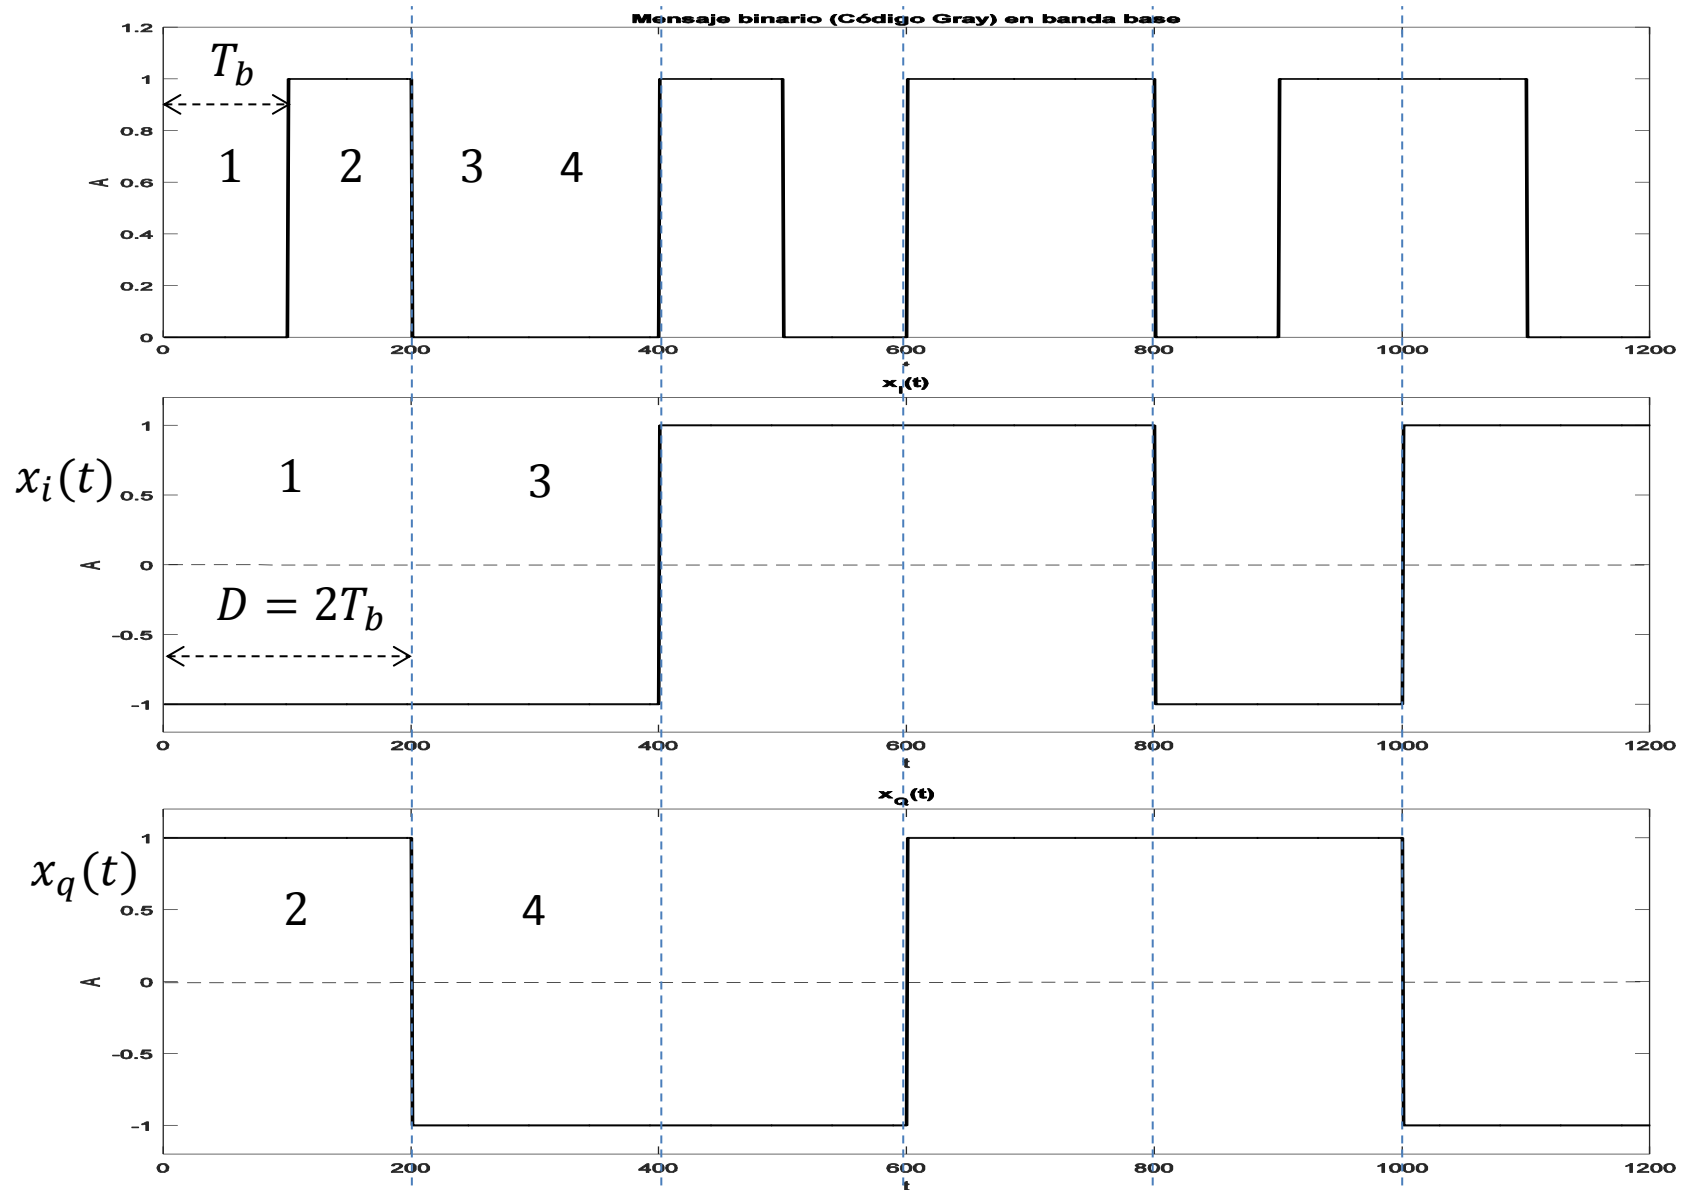 Mensaje binario (Código Gray) en banda base
1.2
T_b
1
0.8
1 2 3 4
A 0.6
0.4
0.2
0
0 200 400 600 800 1000 1200
t
x_I(t)
1
x_i(t) 0.5 1 3
A 0
D = 2T_b
-0.5
-1
0 200 400 600 800 1000 1200
t
x_Q(t)
1
x_q(t)
0.5 2 4
A 0
-0.5
-1
0 200 400 600 800 1000 1200
t